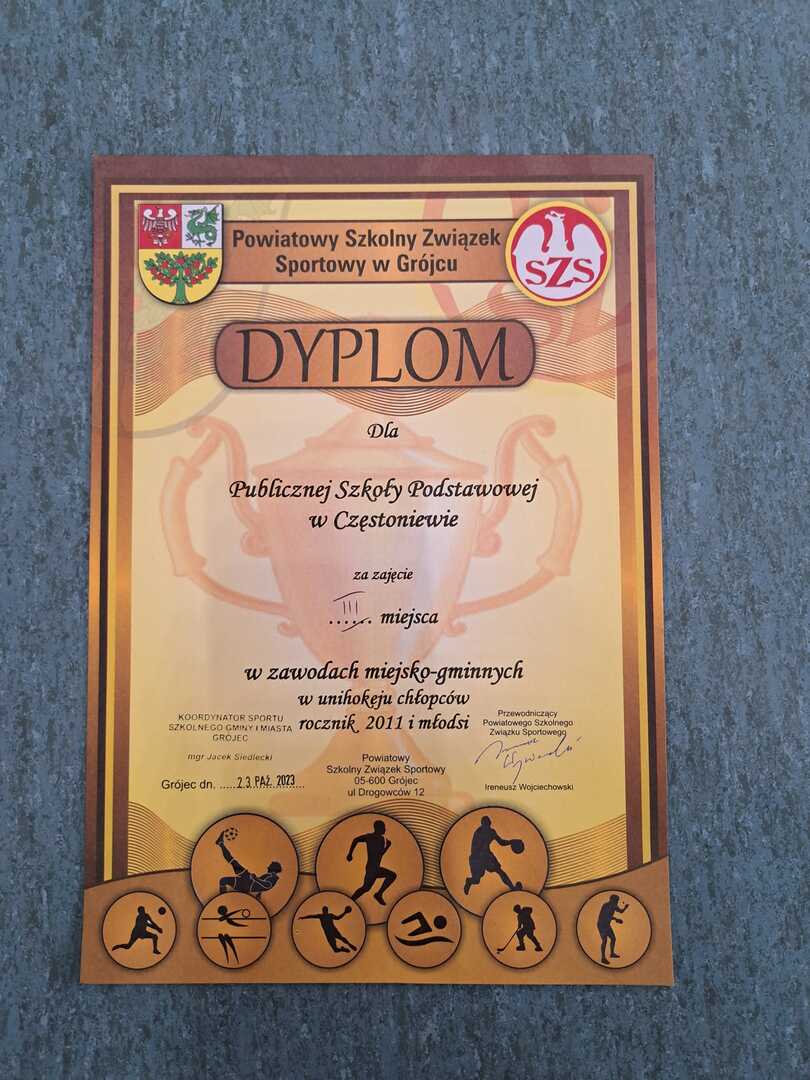 Powiatowy Szkolny Związek
Sportowy w Grójcu
SZS
DYPLOM
Dla
Publicznej Szkoły Podstawowej
w Częstoniewie
za zajęcie
...III... miejsca
w zawodach miejsko-gminnych
w unihokeju chłopców
rocznik 2011 i młodsi
KOORDYNATOR SPORTU
SZKOLNEGO GMINY I MIASTA
GRÓJEC
mgr Jacek Siedlecki
Grójec dn. ....2 3. PAŹ. 2023...
Powiatowy
Szkolny Związek Sportowy
05-600 Grójec
ul Drogowców 12
Przewodniczący
Powiatowego Szkolnego
Związku Sportowego
Ireneusz Wojciechowski